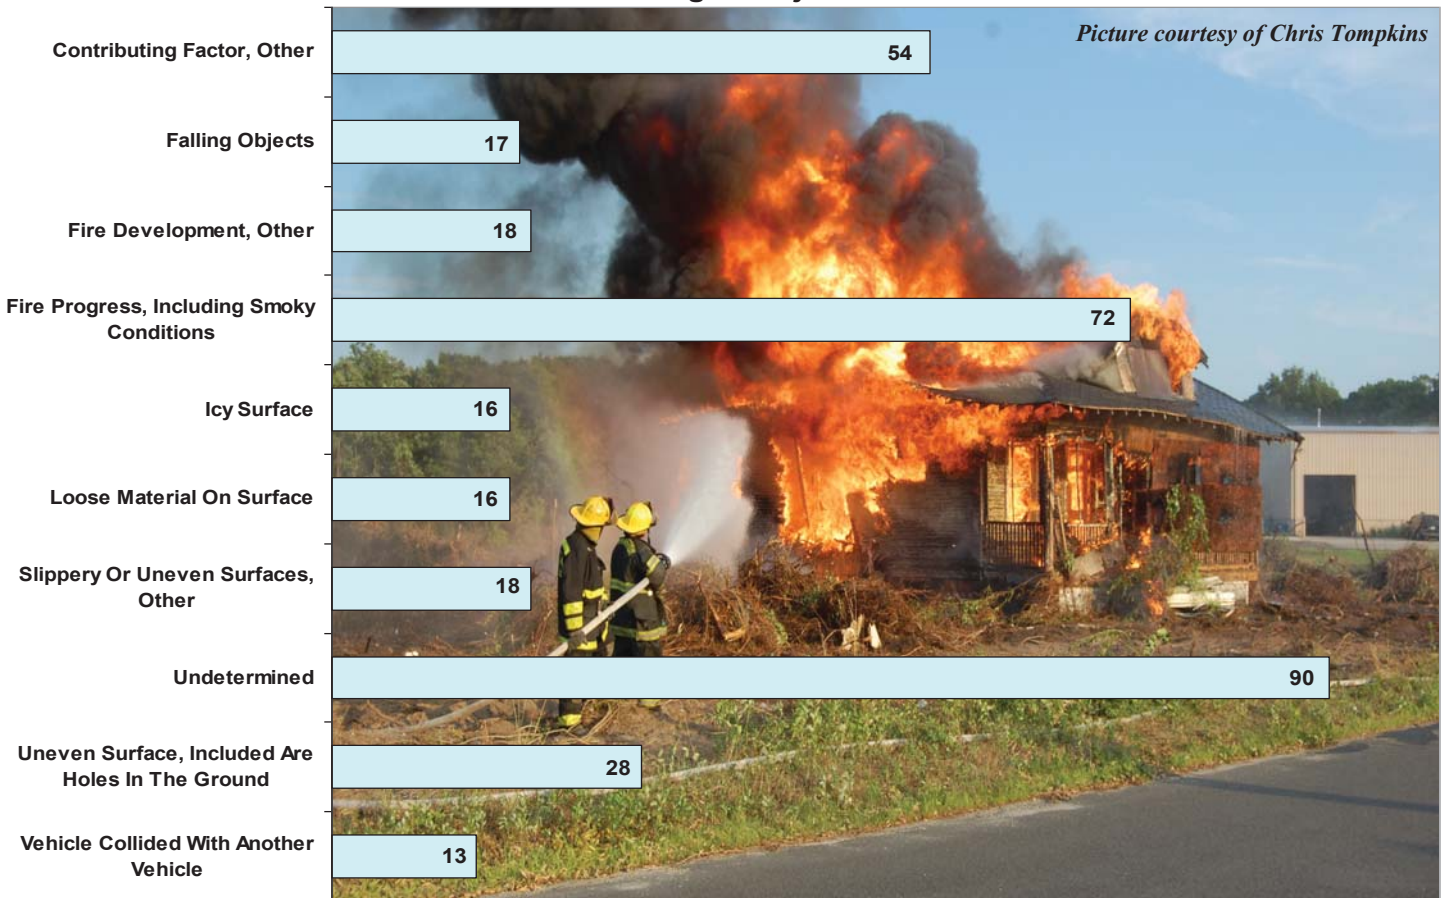 Picture courtesy of Chris Tompkins
Contributing Factor, Other
54
Falling Objects
17
Fire Development, Other
18
Fire Progress, Including Smoky
Conditions
72
Icy Surface
16
Loose Material On Surface
16
Slippery Or Uneven Surfaces,
Other
18
Undetermined
90
Uneven Surface, Included Are
Holes In The Ground
28
Vehicle Collided With Another
Vehicle
13